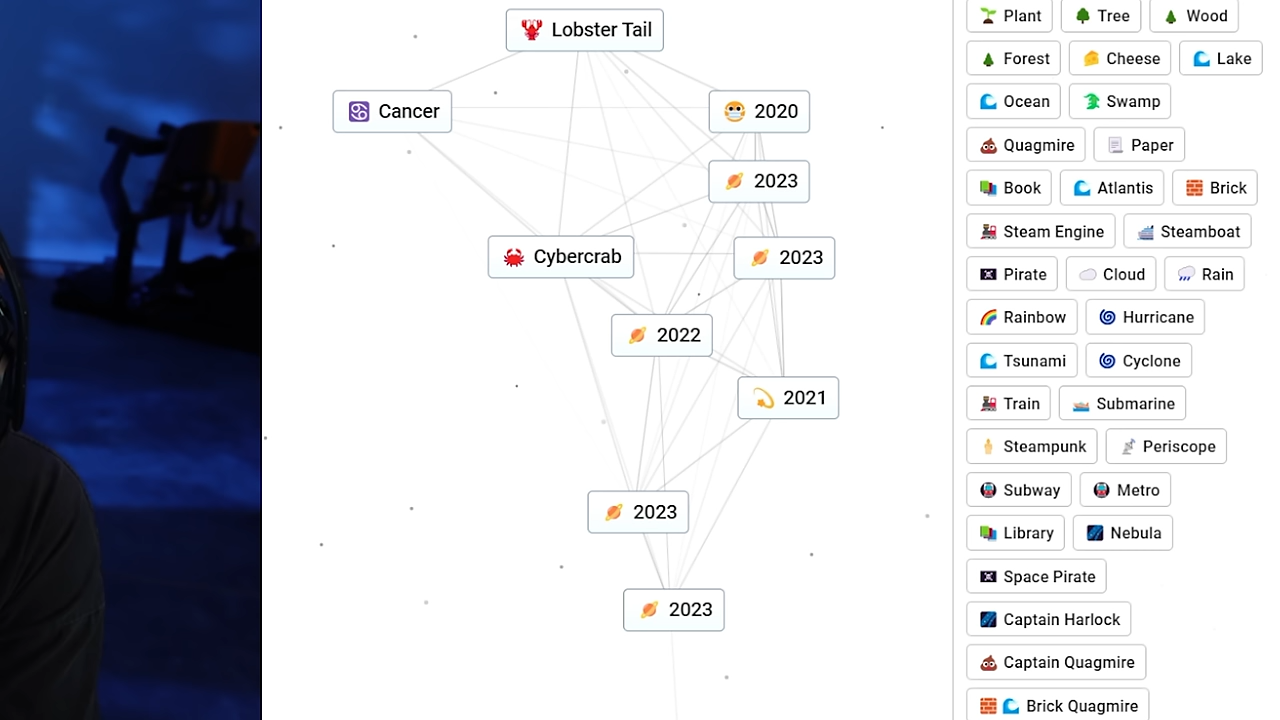 Lobster Tail
Cancer
2020
2023
Cybercrab
2023
2022
2021
2023
2023
Plant Tree Wood
Forest Cheese Lake
Ocean Swamp
Quagmire Paper
Book Atlantis Brick
Steam Engine Steamboat
Pirate Cloud Rain
Rainbow Hurricane
Tsunami Cyclone
Train Submarine
Steampunk Periscope
Subway Metro
Library Nebula
Space Pirate
Captain Harlock
Captain Quagmire
Brick Quagmire